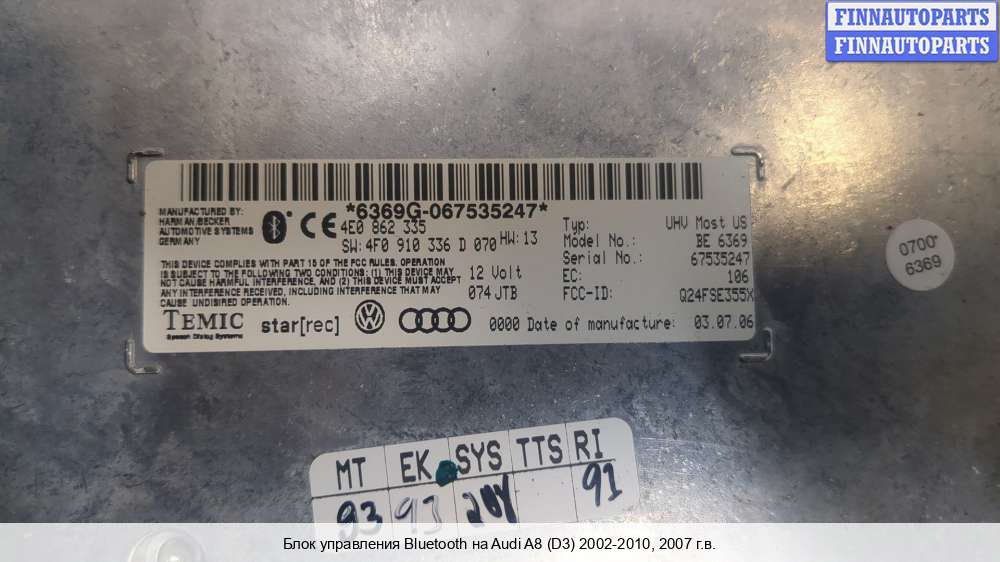 FINNAUTOPARTS
FINNAUTOPARTS
*6369G-067535247*
MANUFACTURED BY:
HARMAN/BECKER
AUTOMOTIVE SYSTEMS
GERMANY
CE
4E0 862 335
SW: 4F0 910 336 D 070 HW: 13
THIS DEVICE COMPLIES WITH PART 15 OF THE FCC RULES. OPERATION
IS SUBJECT TO THE FOLLOWING TWO CONDITIONS: (1) THIS DEVICE MAY
NOT CAUSE HARMFUL INTERFERENCE, AND (2) THIS DEVICE MUST ACCEPT
ANY INTERFERENCE RECEIVED, INCLUDING INTERFERENCE THAT MAY
CAUSE UNDISIRED OPERATION.
12 Volt
074 JTB
Typ: UHV Most US
Model No.: BE 6369
Serial No.: 67535247
EC: 106
FCC-ID: Q24FSE355X
TEMIC
Speech Dialog Systems
star[rec]
0000 Date of manufacture: 03.07.06
0700
6369
MT EK SYS TTS RI
93 93 91
Блок управления Bluetooth на Audi A8 (D3) 2002-2010, 2007 г.в.